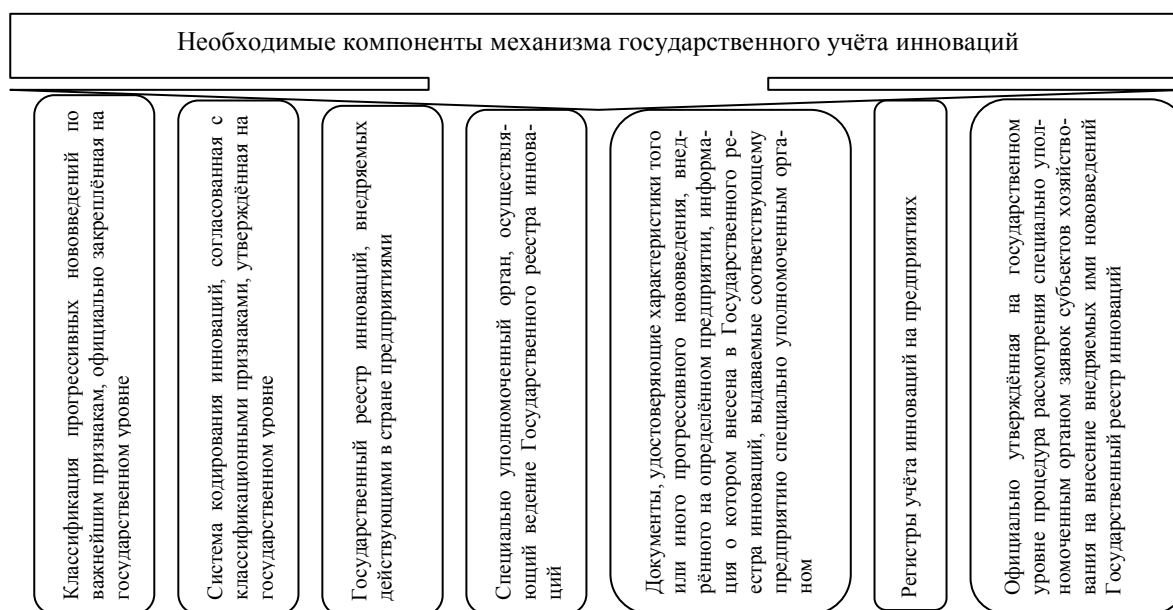 Необходимые компоненты механизма государственного учёта инноваций
Классификация прогрессивных нововведений по
важнейшим признакам, официально закреплённая на
государственном уровне
Система кодирования инноваций, согласованная с
классификационными признаками, утверждённая на
государственном уровне
Государственный реестр инноваций, внедряемых
действующими в стране предприятиями
Специально уполномоченный орган, осуществля-
ющий ведение Государственного реестра иннова-
ций
Документы, удостоверяющие характеристики того
или иного прогрессивного нововведения, внед-
рённого на определённом предприятии, информа-
ция о котором внесена в Государственного ре-
естра инноваций, выдаваемые соответствующему
предприятию специально уполномоченным орга-
ном
Регистры учёта инноваций на предприятиях
Официально утверждённая на государственном
уровне процедура рассмотрения специально упол-
номоченным органом заявок субъектов хозяйство-
вания на внесение внедряемых ими нововведений
Государственный реестр инноваций